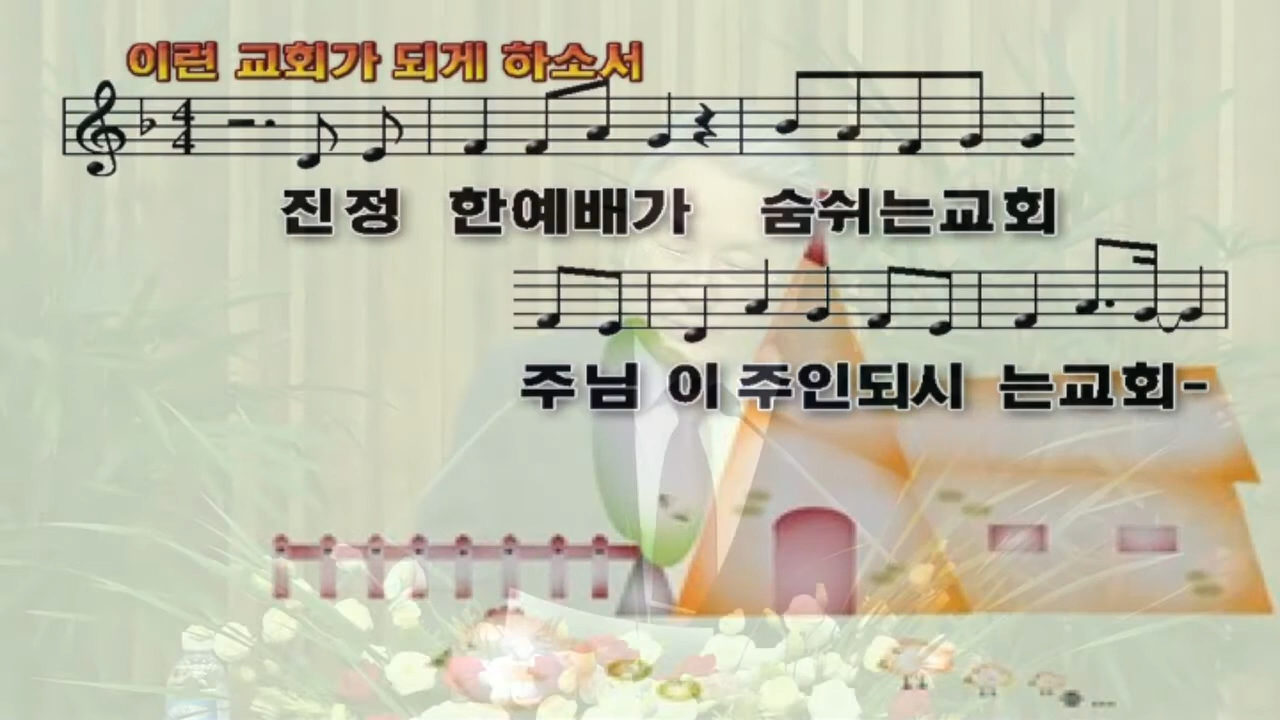 이런 교회가 되게 하소서
진정 한예배가 숨쉬는교회
주님 이 주인되시 는교회-